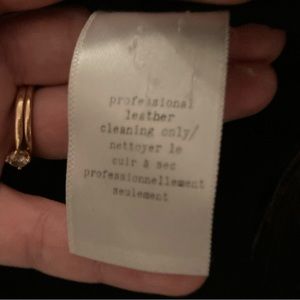 professional
leather
cleaning only/
nettoyer le
cuir à sec
professionnellement
seulement